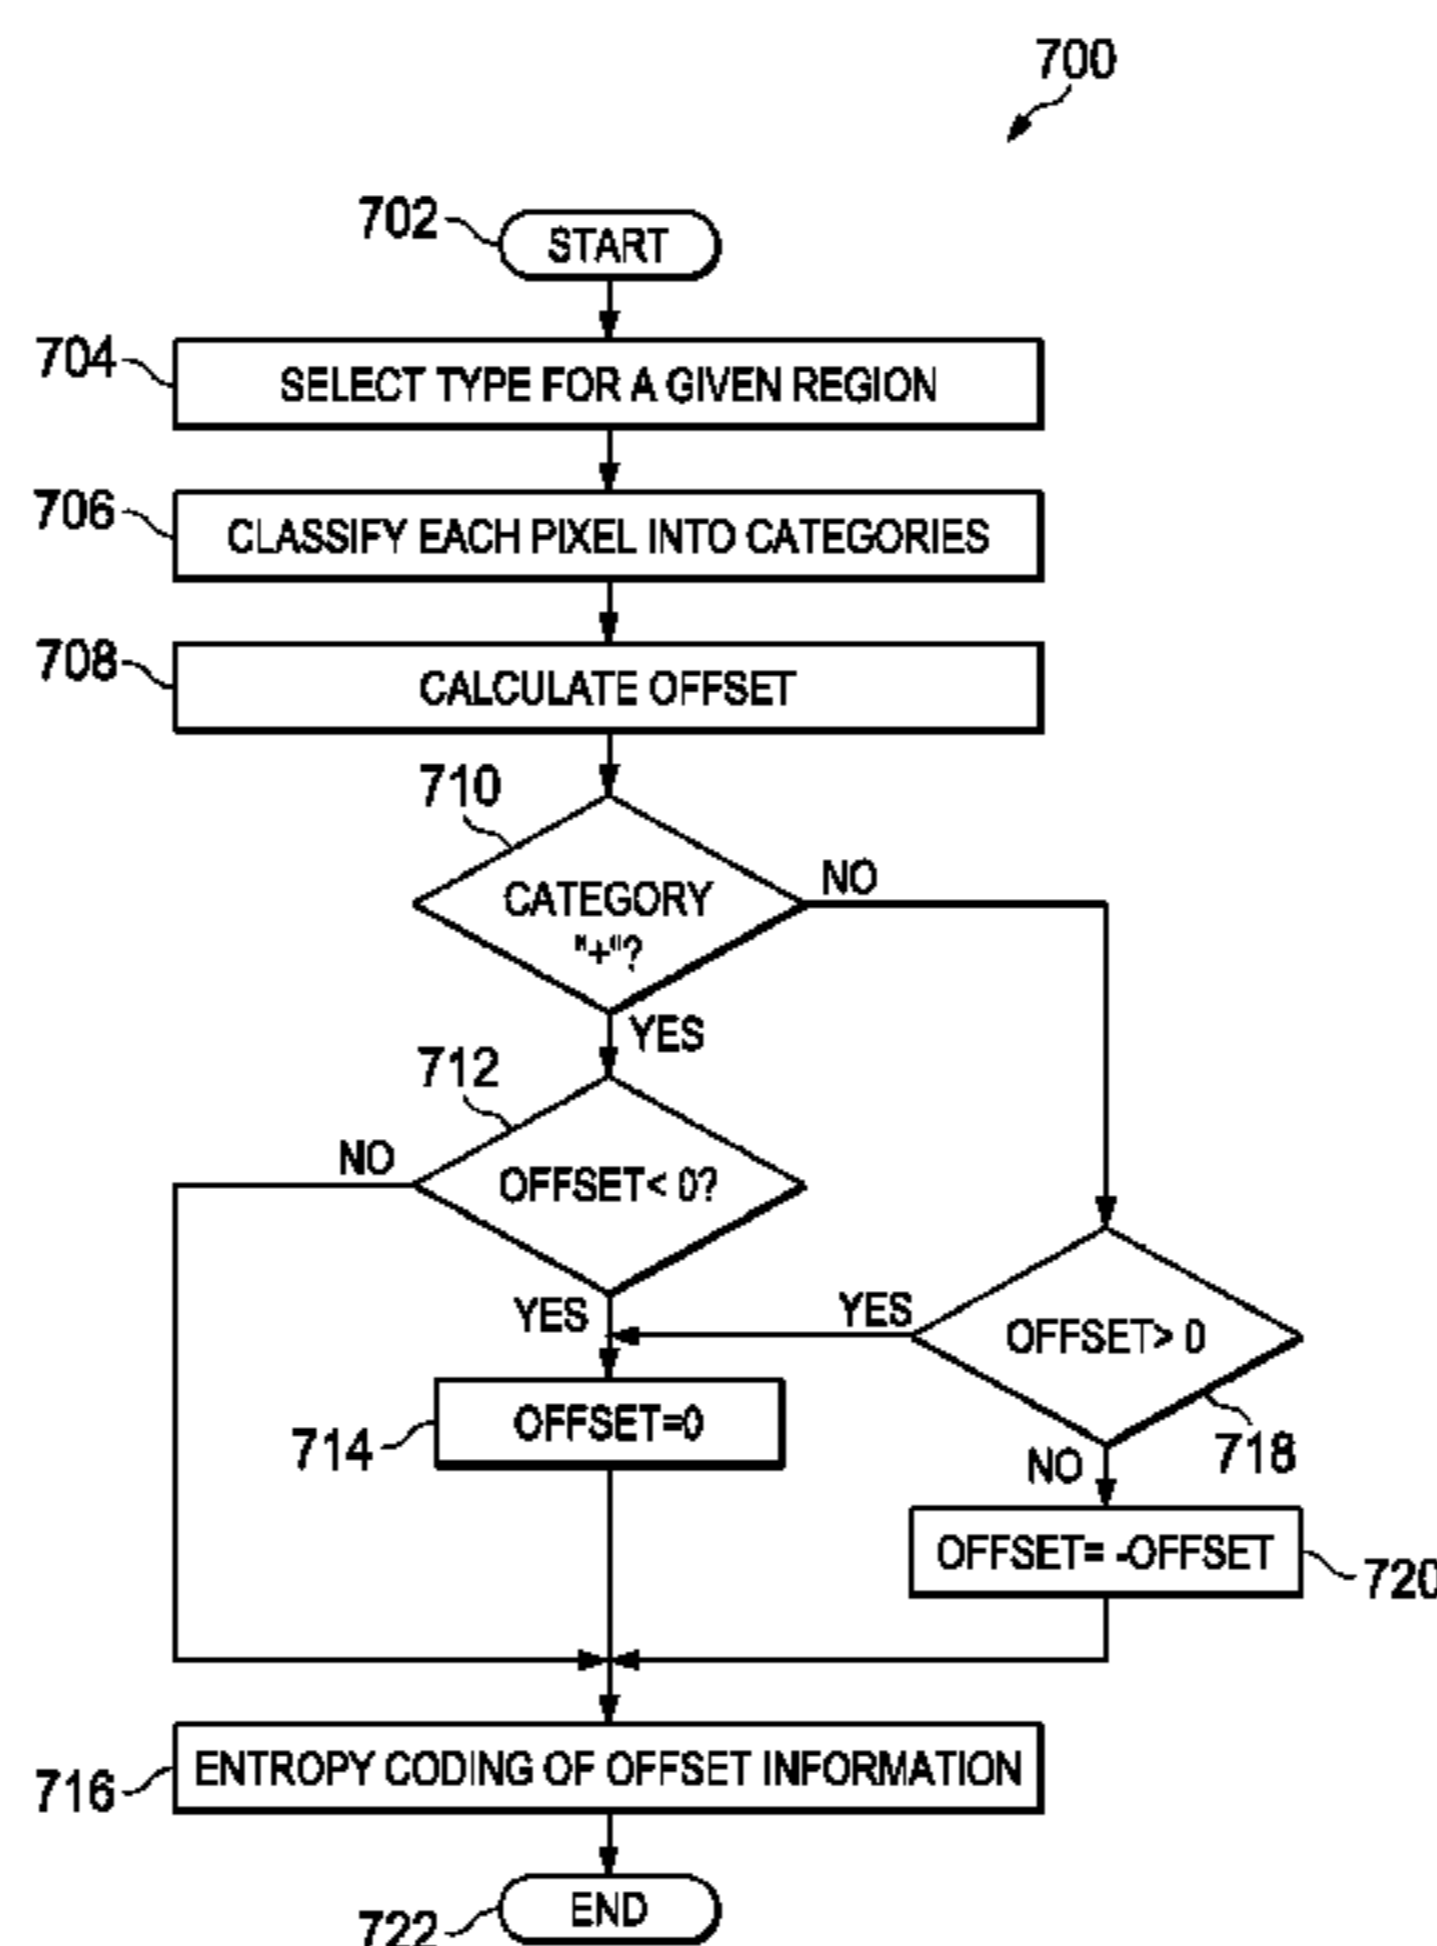 700
702
START
704
SELECT TYPE FOR A GIVEN REGION
706
CLASSIFY EACH PIXEL INTO CATEGORIES
708
CALCULATE OFFSET
710
CATEGORY
"+"?
NO
YES
712
NO
OFFSET< 0?
YES
YES
OFFSET> 0
714
OFFSET=0
NO
718
OFFSET= -OFFSET
720
716
ENTROPY CODING OF OFFSET INFORMATION
722
END